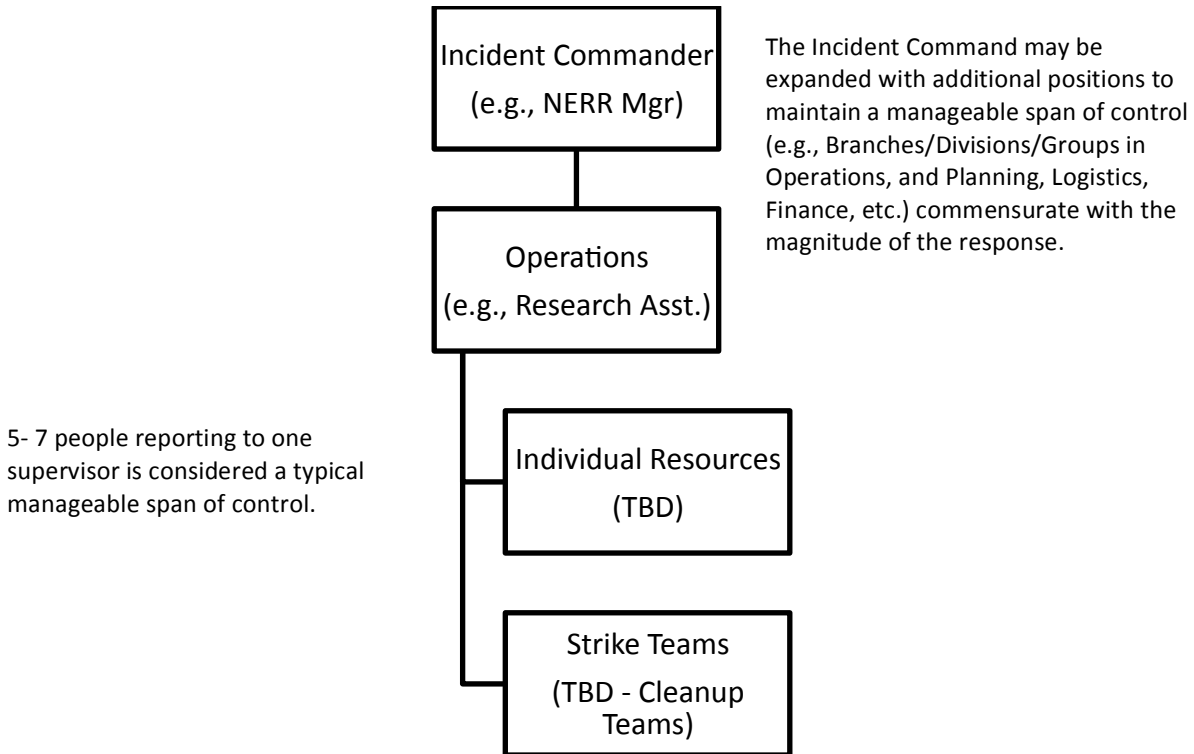 Incident Commander
(e.g., NERR Mgr)
The Incident Command may be
expanded with additional positions to
maintain a manageable span of control
(e.g., Branches/Divisions/Groups in
Operations, and Planning, Logistics,
Finance, etc.) commensurate with the
magnitude of the response.
Operations
(e.g., Research Asst.)
5- 7 people reporting to one
supervisor is considered a typical
manageable span of control.
Individual Resources
(TBD)
Strike Teams
(TBD - Cleanup
Teams)